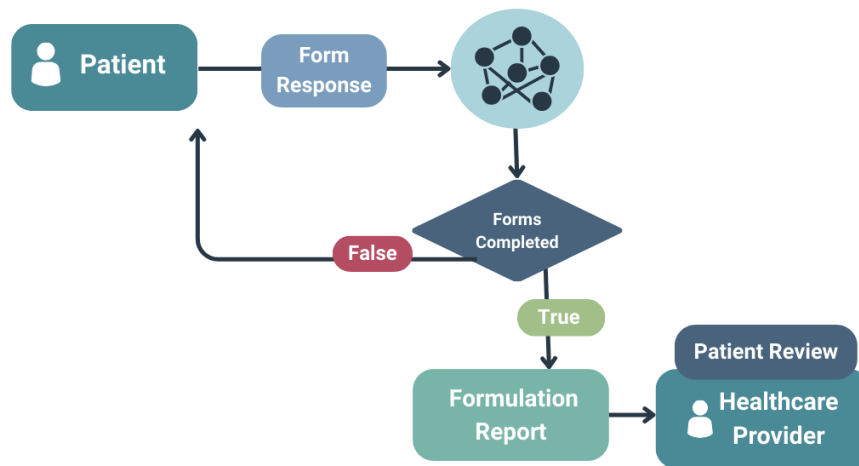 Patient
Form
Response
Forms
Completed
False
True
Patient Review
Formulation
Report
Healthcare
Provider